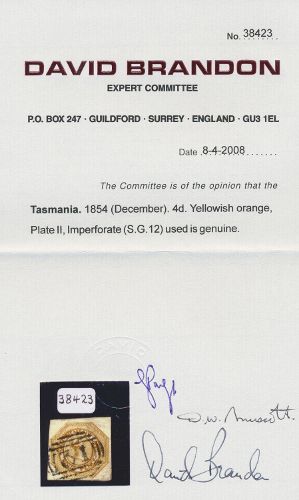 No. 38423
DAVID BRANDON
EXPERT COMMITTEE
P.O. BOX 247 · GUILDFORD · SURREY · ENGLAND · GU3 1EL
Date 8-4-2008
The Committee is of the opinion that the
Tasmania. 1854 (December). 4d. Yellowish orange,
Plate II, Imperforate (S.G.12) used is genuine.
38423
David Brandon